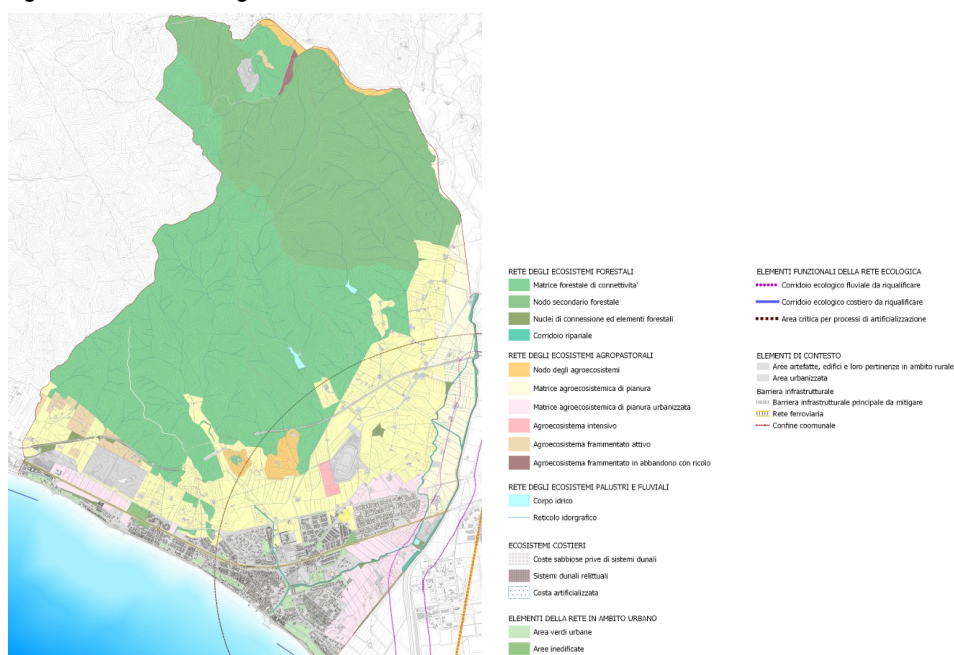 RETE DEGLI ECOSISTEMI FORESTALI
Matrice forestale di connettivita'
Nodo secondario forestale
Nuclei di connessione ed elementi forestali
Corridoio ripariale
RETE DEGLI ECOSISTEMI AGROPASTORALI
Nodo degli agroecosistemi
Matrice agroecosistemica di pianura
Matrice agroecosistemica di pianura urbanizzata
Agroecosistema intensivo
Agroecosistema frammentato attivo
Agroecosistema frammentato in abbandono con ricolo
RETE DEGLI ECOSISTEMI PALUSTRI E FLUVIALI
Corpo idrico
Reticolo idorgrafico
ECOSISTEMI COSTIERI
Coste sabbiose prive di sistemi dunali
Sistemi dunali relittuali
Costa artificializzata
ELEMENTI DELLA RETE IN AMBITO URBANO
Area verdi urbane
Aree inedificate
ELEMENTI FUNZIONALI DELLA RETE ECOLOGICA
Corridoio ecologico fluviale da riqualificare
Corridoio ecologico costiero da riqualificare
Area critica per processi di artificializzazione
ELEMENTI DI CONTESTO
Aree artefatte, edifici e loro pertinenze in ambito rurale
Area urbanizzata
Barriera infrastrutturale
Barriera infrastrutturale principale da mitigare
Rete ferroviaria
Confine coomunale